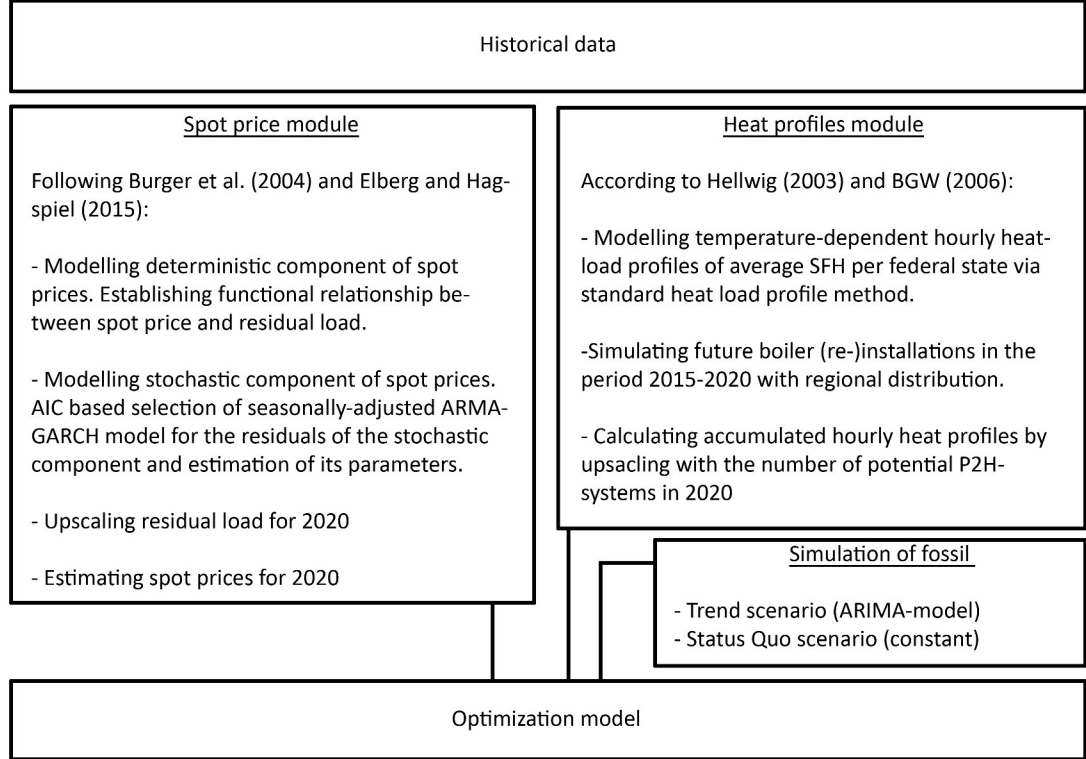 Historical data
Spot price module
Following Burger et al. (2004) and Elberg and Hag-
spiel (2015):
- Modelling deterministic component of spot
prices. Establishing functional relationship be-
tween spot price and residual load.
- Modelling stochastic component of spot prices.
AIC based selection of seasonally-adjusted ARMA-
GARCH model for the residuals of the stochastic
component and estimation of its parameters.
- Upscaling residual load for 2020
- Estimating spot prices for 2020
Heat profiles module
According to Hellwig (2003) and BGW (2006):
- Modelling temperature-dependent hourly heat-
load profiles of average SFH per federal state via
standard heat load profile method.
-Simulating future boiler (re-)installations in the
period 2015-2020 with regional distribution.
- Calculating accumulated hourly heat profiles by
upsacling with the number of potential P2H-
systems in 2020
Simulation of fossil
- Trend scenario (ARIMA-model)
- Status Quo scenario (constant)
Optimization model